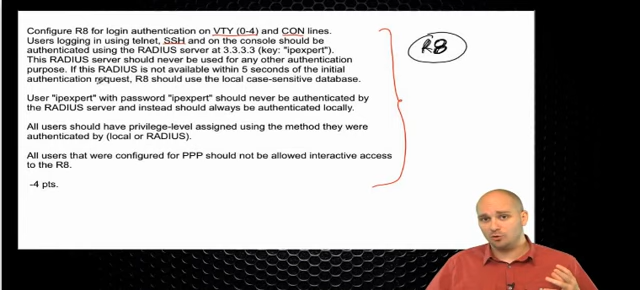 Configure R8 for login authentication on VTY (0-4) and CON lines.
Users logging in using telnet, SSH and on the console should be
authenticated using the RADIUS server at 3.3.3.3 (key: "ipexpert").
This RADIUS server should never be used for any other authentication
purpose. If this RADIUS is not available within 5 seconds of the initial
authentication request, R8 should use the local case-sensitive database.
User "ipexpert" with password "ipexpert" should never be authenticated by
the RADIUS server and instead should always be authenticated locally.
All users should have privilege-level assigned using the method they were
authenticated by (local or RADIUS).
All users that were configured for PPP should not be allowed interactive access
to the R8.
-4 pts.
R8